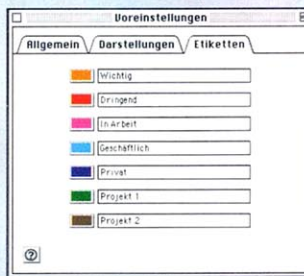 Voreinstellungen
Allgemein Darstellungen Etiketten
Wichtig
Dringend
In Arbeit
Geschäftlich
Privat
Projekt 1
Projekt 2
?